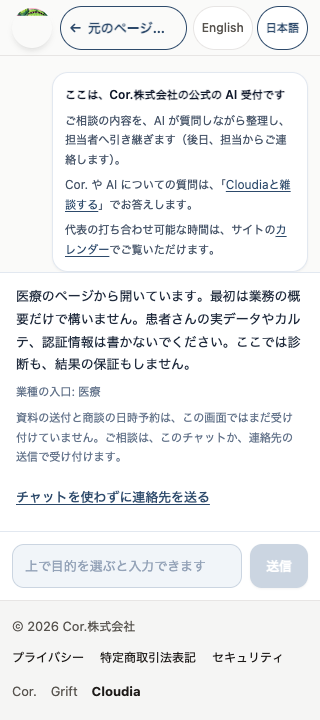 ← 元のページ...
English
日本語
ここは、Cor.株式会社の公式の AI 受付です
ご相談の内容を、AI が質問しながら整理し、
担当者へ引き継ぎます（後日、担当からご連
絡します）。
Cor. や AI についての質問は、「Cloudiaと雑
談する」でお答えします。
代表の打ち合わせ可能な時間は、サイトのカ
レンダーでご覧いただけます。
医療のページから開いています。最初は業務の概
要だけで構いません。患者さんの実データやカル
テ、認証情報は書かないでください。ここでは診
断も、結果の保証もしません。
業種の入口: 医療
資料の送付と商談の日時予約は、この画面ではまだ受け
付けていません。ご相談は、このチャットか、連絡先の
送信で受け付けます。
チャットを使わずに連絡先を送る
上で目的を選ぶと入力できます
送信
© 2026 Cor.株式会社
プライバシー 特定商取引法表記 セキュリティ
Cor. Grift Cloudia